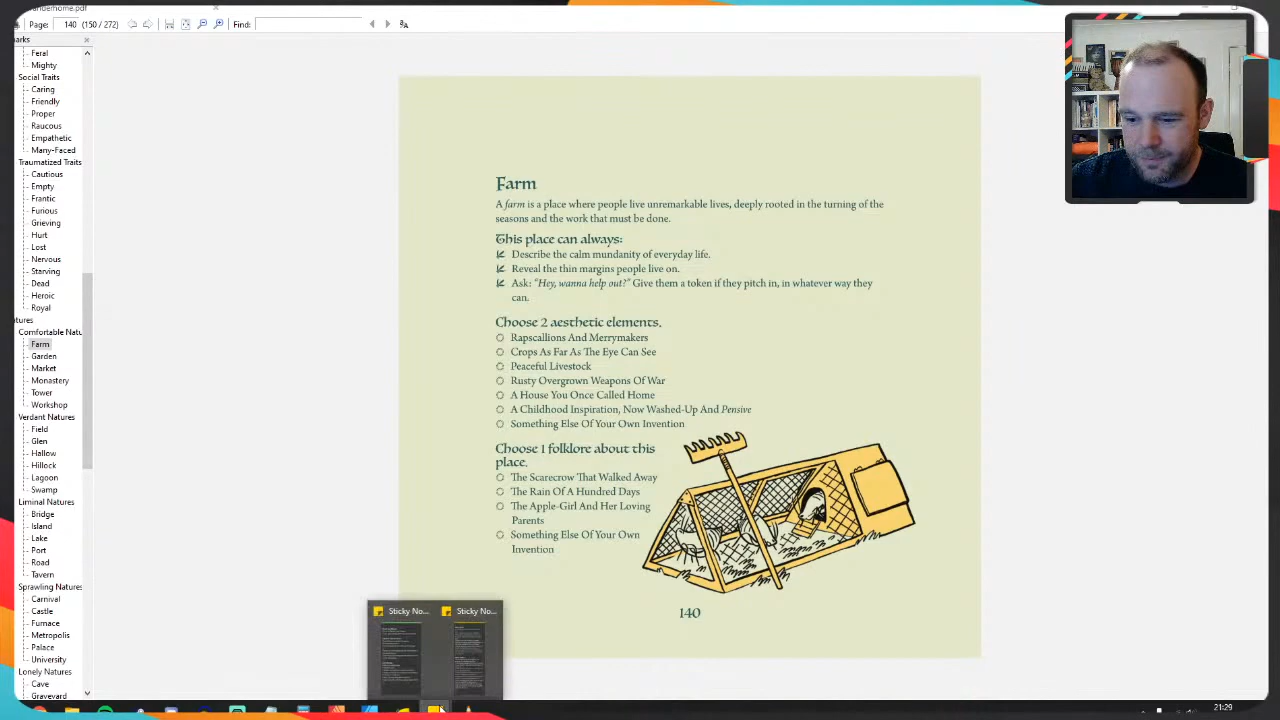 anderhome.pdf
Page: 140 (150 / 272) Find:
arks
Feral
Mighty
Social Traits
Caring
Friendly
Proper
Raucous
Empathetic
Many-Faced
Traumatized Traits
Cautious
Empty
Frantic
Furious
Grieving
Hurt
Lost
Nervous
Starving
Dead
Heroic
Royal
tures
Comfortable Natu
Farm
Garden
Market
Monastery
Tower
Workshop
Verdant Natures
Field
Glen
Hallow
Hillock
Lagoon
Swamp
Liminal Natures
Bridge
Island
Lake
Port
Road
Tavern
Sprawling Natures
Carnival
Castle
Furnace
Metropolis
Palace
University
Lonely Natures
Cave
Graveyard
Farm
A farm is a place where people live unremarkable lives, deeply rooted in the turning of the
seasons and the work that must be done.
This place can always:
Describe the calm mundanity of everyday life.
Reveal the thin margins people live on.
Ask: “Hey, wanna help out?” Give them a token if they pitch in, in whatever way they
can.
Choose 2 aesthetic elements.
Rapscallions And Merrymakers
Crops As Far As The Eye Can See
Peaceful Livestock
Rusty Overgrown Weapons Of War
A House You Once Called Home
A Childhood Inspiration, Now Washed-Up And Pensive
Something Else Of Your Own Invention
Choose 1 folklore about this
place.
The Scarecrow That Walked Away
The Rain Of A Hundred Days
The Apple-Girl And Her Loving
Parents
Something Else Of Your Own
Invention
140
Sticky No... Sticky No...
21:29